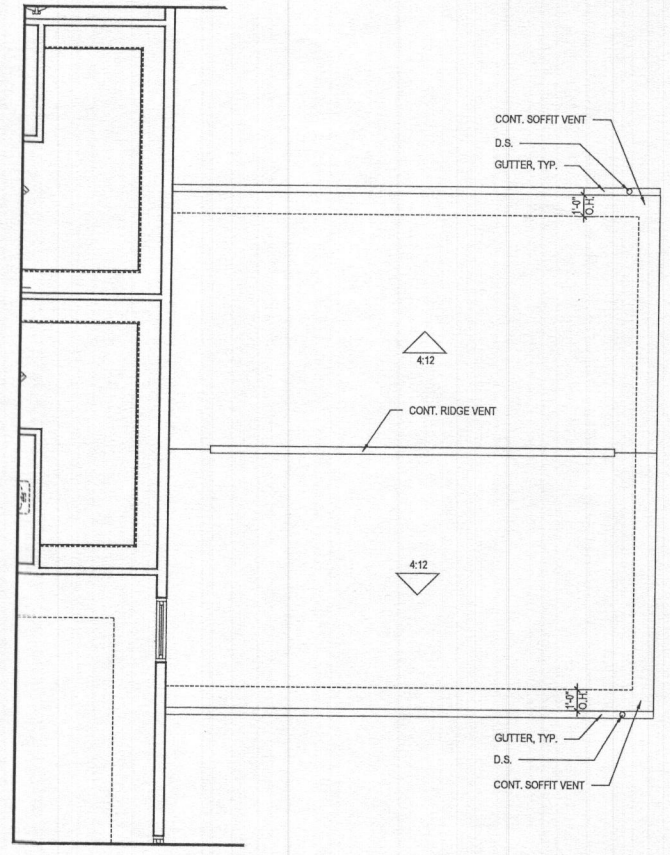 CONT. SOFFIT VENT
D.S.
GUTTER, TYP.
1'-0"
O.H.
4:12
CONT. RIDGE VENT
4:12
1'-0"
O.H.
GUTTER, TYP.
D.S.
CONT. SOFFIT VENT